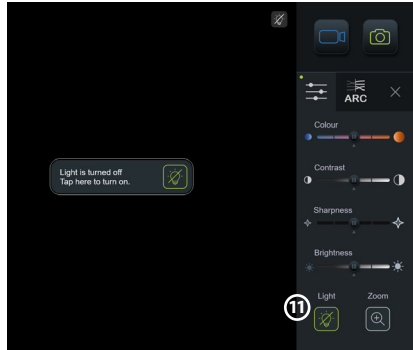 ARC
Colour
Light is turned off
Tap here to turn on.
Contrast
Sharpness
Brightness
Light
Zoom
11